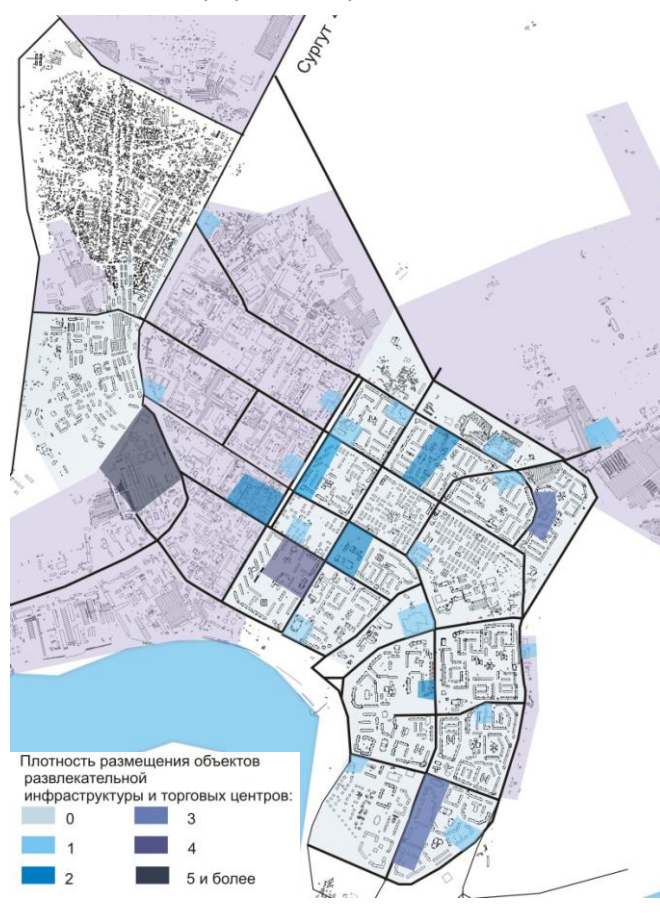 Сургут
Плотность размещения объектов
развлекательной
инфраструктуры и торговых центров:
0
3
1
4
2
5 и более